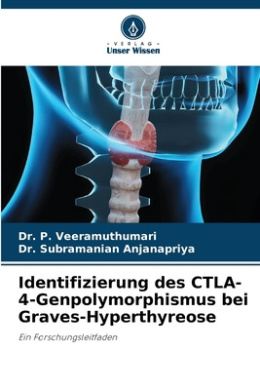 VERLAG
Unser Wissen
Dr. P. Veeramuthumari
Dr. Subramanian Anjanapriya
Identifizierung des CTLA-
4-Genpolymorphismus bei
Graves-Hyperthyreose
Ein Forschungsleitfaden